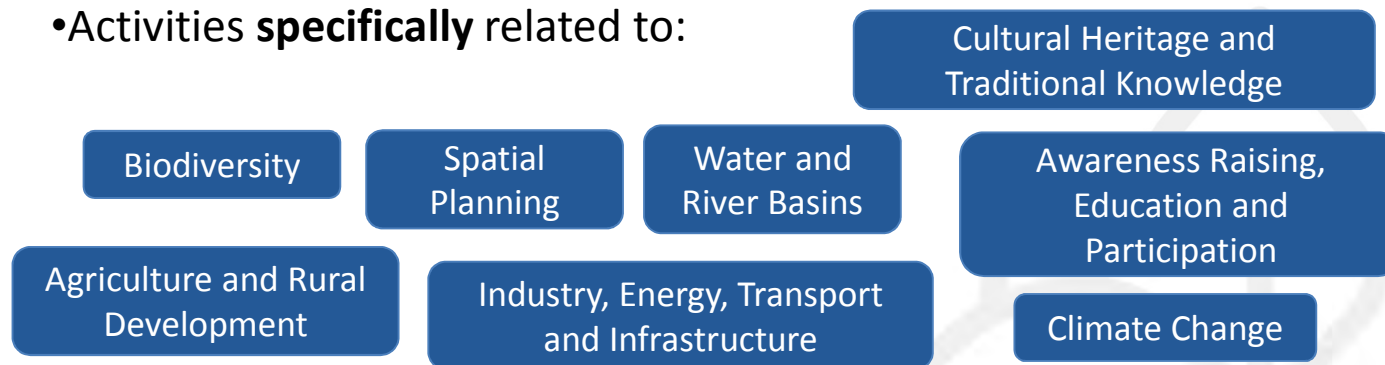 •Activities specifically related to:
Cultural Heritage and
Traditional Knowledge
Biodiversity
Spatial
Planning
Water and
River Basins
Awareness Raising,
Education and
Participation
Agriculture and Rural
Development
Industry, Energy, Transport
and Infrastructure
Climate Change